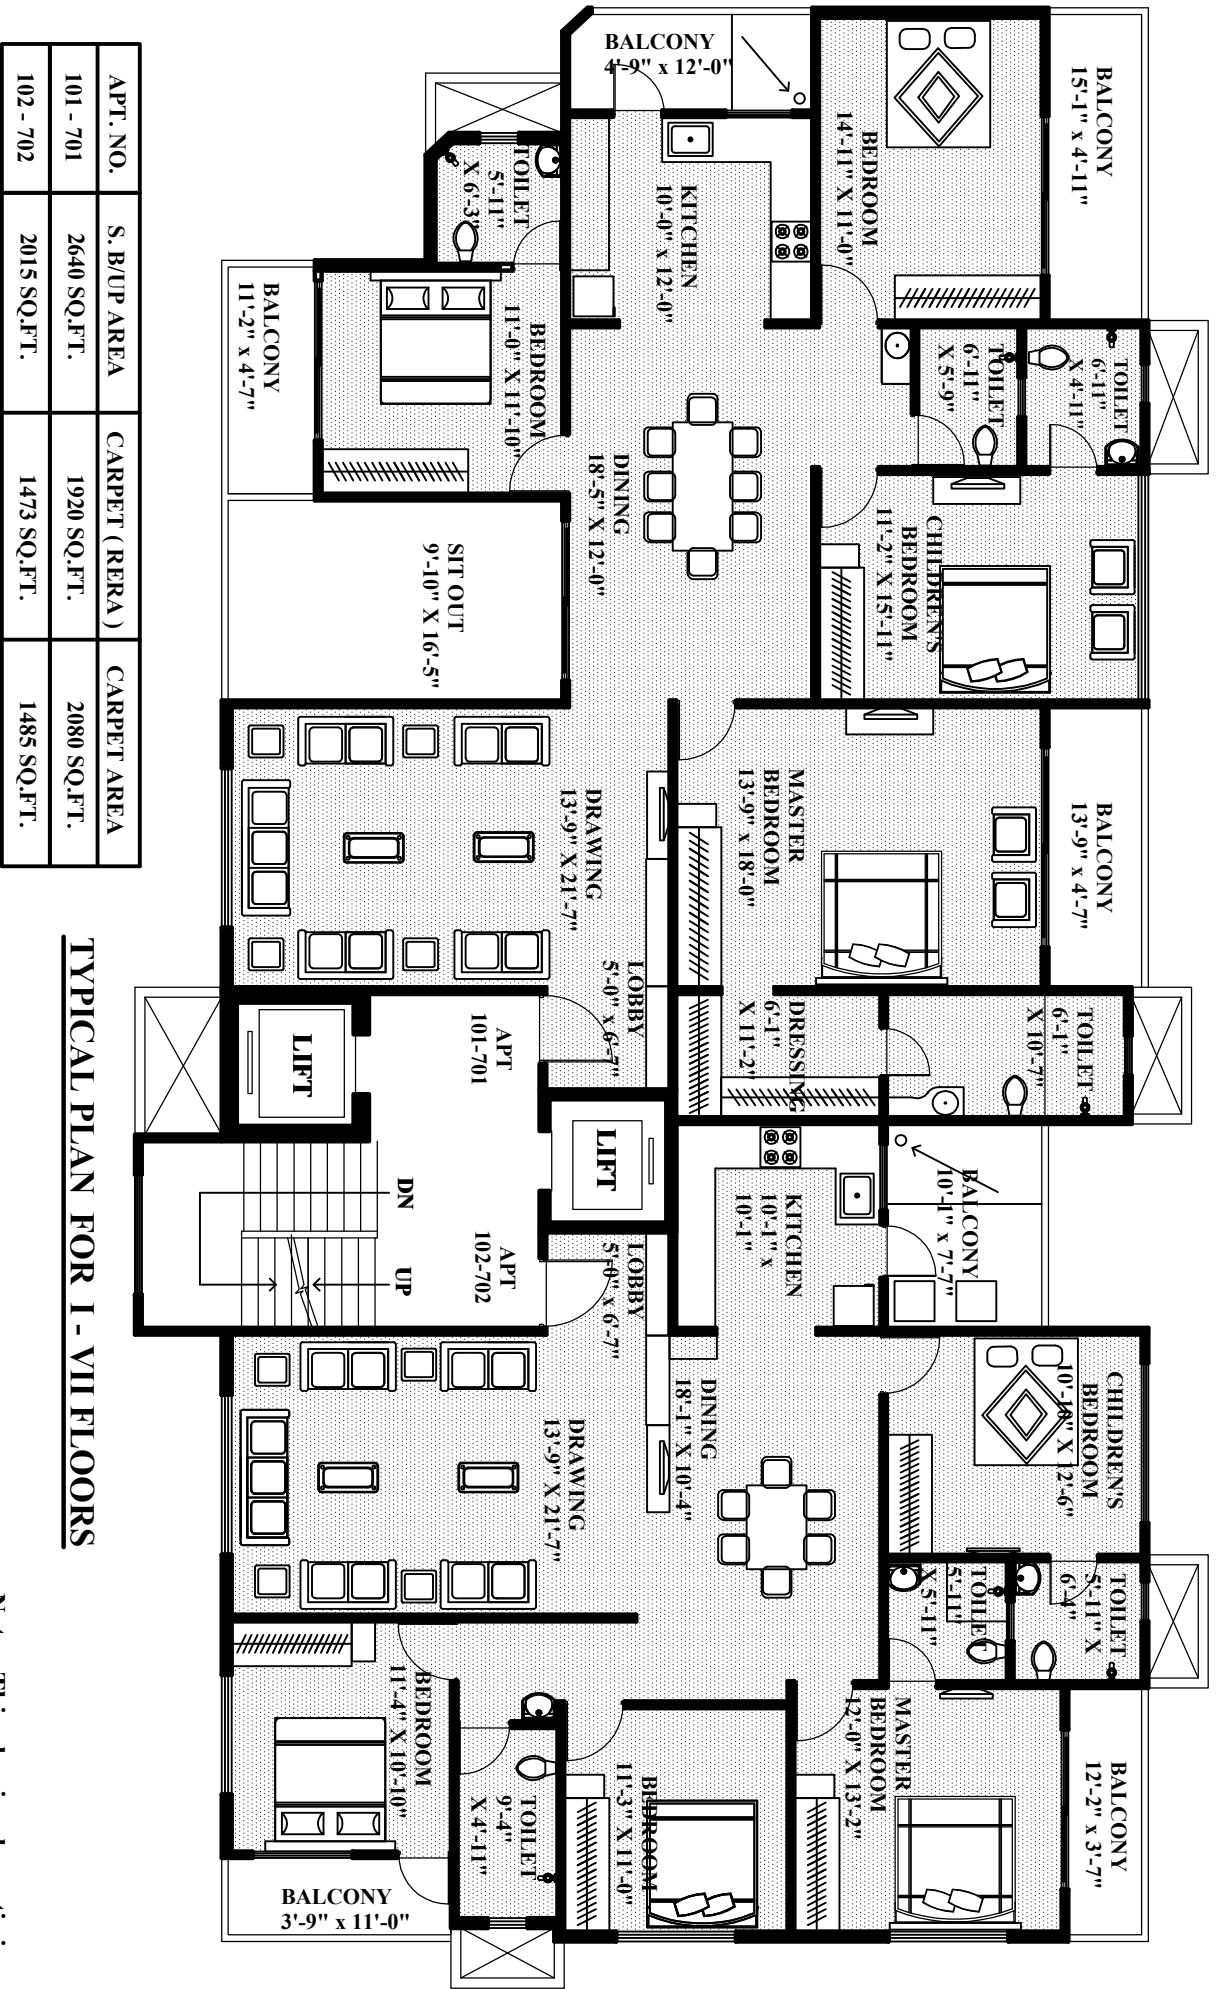 BALCONY
15'-1" x 4'-11"
BALCONY
13'-9" x 4'-7"
BALCONY
12'-2" x 3'-7"
TOILET
6'-11"
X 4'-11"
TOILET
6'-1"
X 10'-7"
CHILDREN'S
BEDROOM
10'-10" X 12'-6"
TOILET
5'-11" X
6'-4"
TOILET
6'-11"
X 5'-9"
BALCONY
10'-1" x 7'-7"
TOILET
5'-11"
X 5'-11"
BEDROOM
14'-11" X 11'-0"
CHILDREN'S
BEDROOM
11'-2" X 15'-11"
MASTER
BEDROOM
13'-9" x 18'-0"
DRESSING
6'-1"
X 11'-2"
KITCHEN
10'-1" x
10'-1"
MASTER
BEDROOM
12'-0" X 13'-2"
BALCONY
4'-9" x 12'-0"
KITCHEN
10'-0" x 12'-0"
DINING
18'-5" X 12'-0"
DRAWING
13'-9" X 21'-7"
LOBBY
5'-0" x 6'-7"
LIFT
LOBBY
5'-0" x 6'-7"
DINING
18'-1" X 10'-4"
DRAWING
13'-9" X 21'-7"
BEDROOM
11'-3" X 11'-0"
TOILET
5'-11"
X 6'-3"
BEDROOM
11'-0" X 11'-10"
SIT OUT
9'-10" X 16'-5"
APT
101-701
APT
102-702
BEDROOM
11'-4" X 10'-10"
TOILET
9'-4"
X 4'-11"
BALCONY
11'-2" x 4'-7"
LIFT
DN
UP
BALCONY
3'-9" x 11'-0"
APT. NO. S. B/UP AREA CARPET ( RERA ) CARPET AREA
101 - 701 2640 SQ.FT. 1920 SQ.FT. 2080 SQ.FT.
102 - 702 2015 SQ.FT. 1473 SQ.FT. 1485 SQ.FT.
TYPICAL PLAN FOR I - VII FLOORS